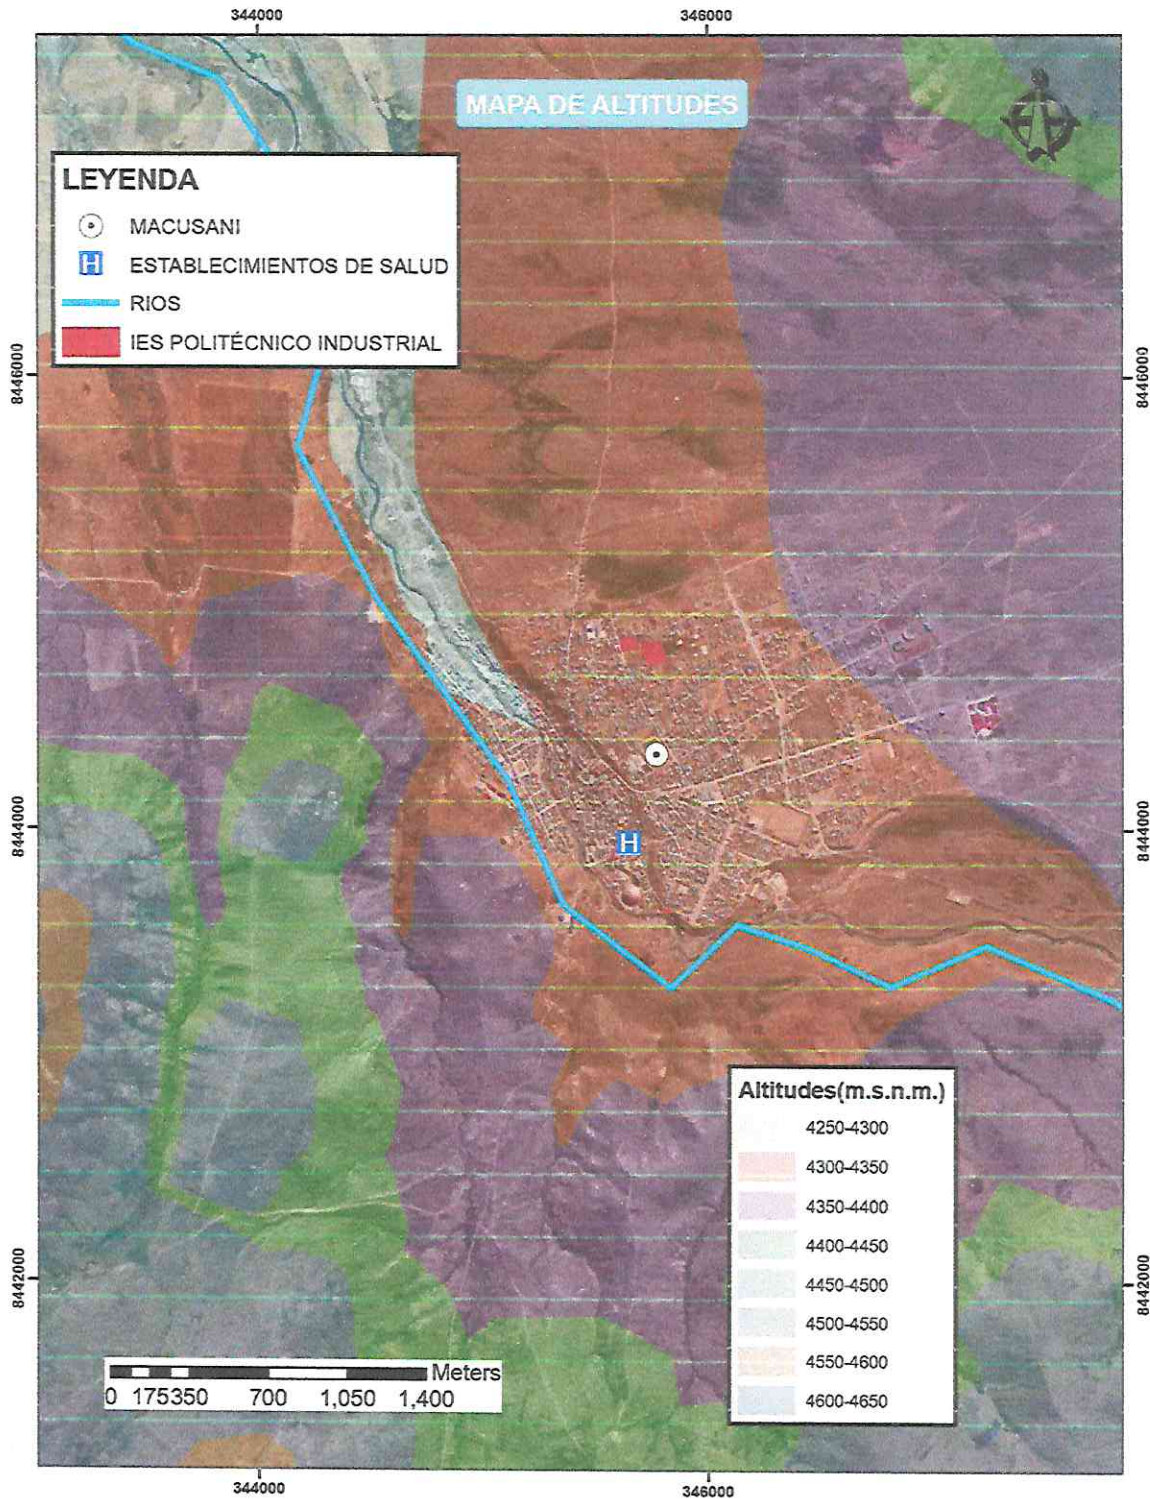 344000
346000
MAPA DE ALTITUDES
LEYENDA
MACUSANI
H
ESTABLECIMIENTOS DE SALUD
RIOS
IES POLITÉCNICO INDUSTRIAL
8446000
8446000
8444000
8444000
H
Altitudes(m.s.n.m.)
4250-4300
4300-4350
4350-4400
4400-4450
4450-4500
4500-4550
4550-4600
4600-4650
8442000
8442000
Meters
0 175350 700 1,050 1,400
344000
346000